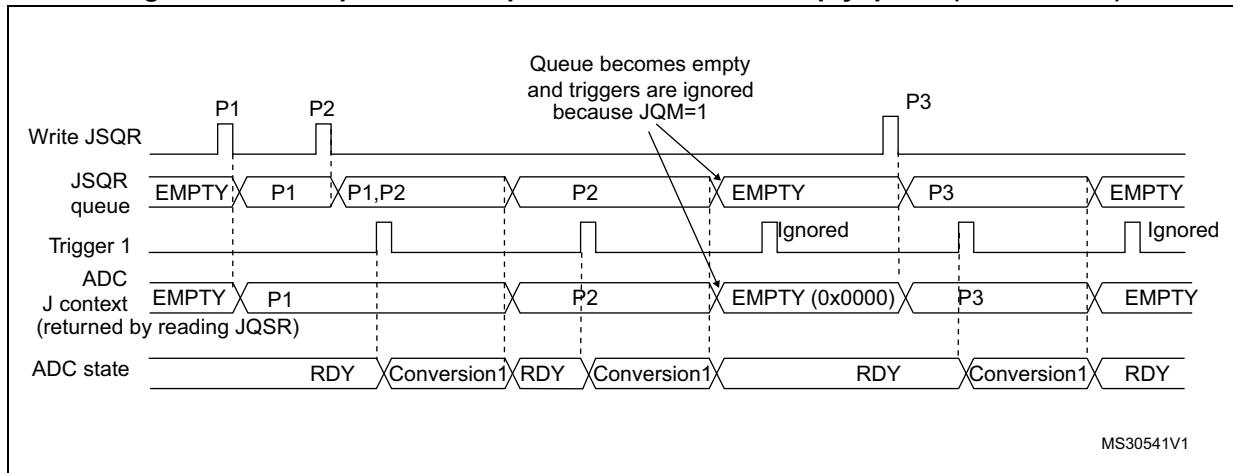 Queue becomes empty
and triggers are ignored
because JQM=1
P1
P2
P3
Write JSQR
JSQR
queue
EMPTY
P1
P1,P2
P2
EMPTY
P3
EMPTY
Trigger 1
Ignored
Ignored
ADC
J context
(returned by reading JQSR)
EMPTY
P1
P2
EMPTY (0x0000)
P3
EMPTY
ADC state
RDY
Conversion1
RDY
Conversion1
RDY
Conversion1
RDY
MS30541V1